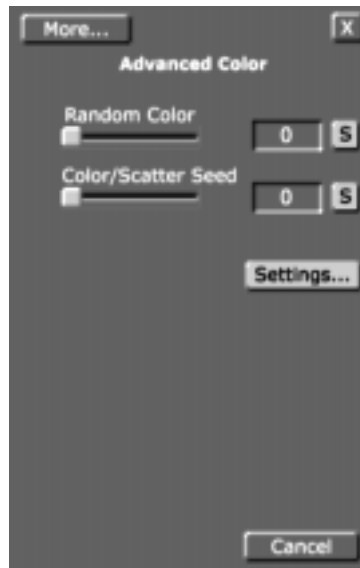 More... X
Advanced Color
Random Color
0 S
Color/Scatter Seed
0 S
Settings...
Cancel